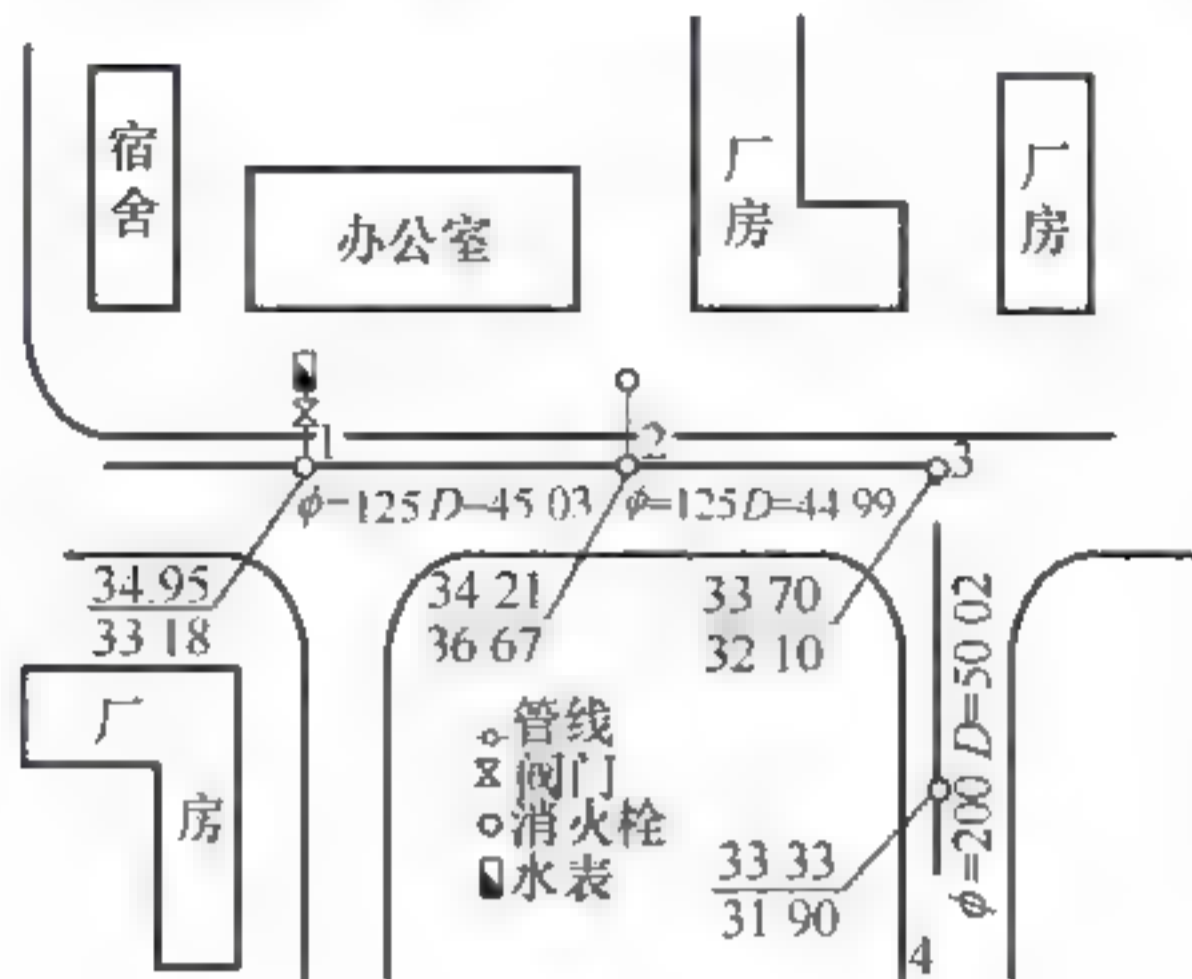 宿舍
办公室
厂房
厂房
1
2
3
ϕ=125 D=45 03
ϕ=125 D=44 99
34.95
33 18
34 21
36 67
33 70
32 10
ϕ=200 D=50 02
厂房
管线
阀门
消火栓
水表
33 33
31 90
4